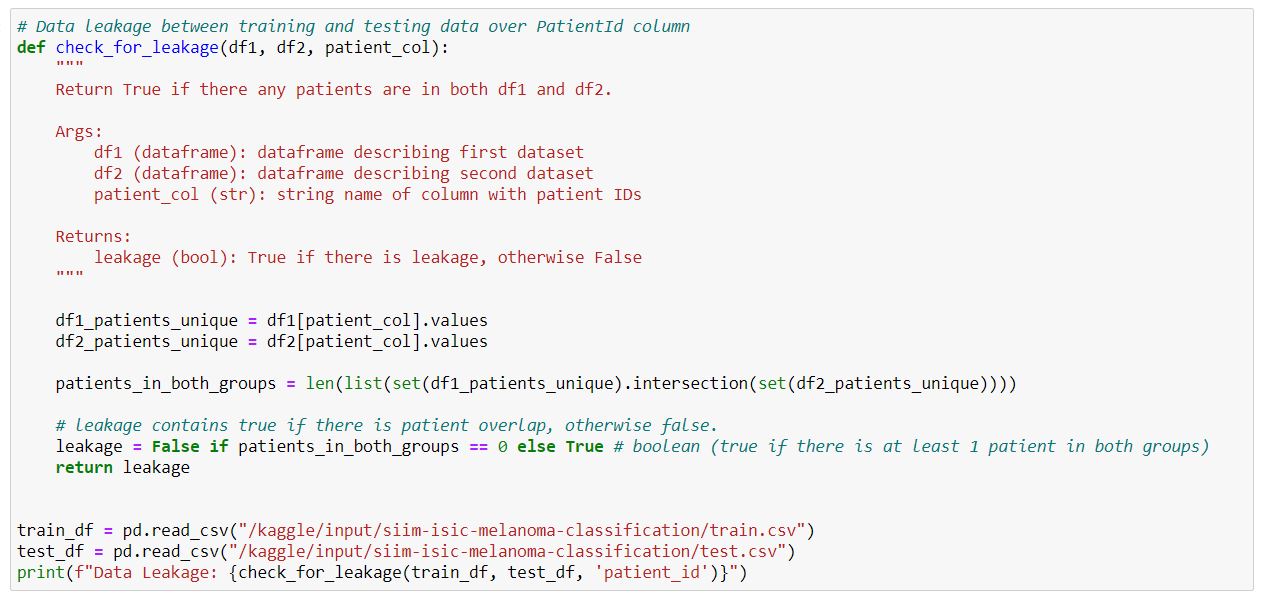 # Data leakage between training and testing data over PatientId column
def check_for_leakage(df1, df2, patient_col):
    """
    Return True if there any patients are in both df1 and df2.

    Args:
        df1 (dataframe): dataframe describing first dataset
        df2 (dataframe): dataframe describing second dataset
        patient_col (str): string name of column with patient IDs

    Returns:
        leakage (bool): True if there is leakage, otherwise False
    """

    df1_patients_unique = df1[patient_col].values
    df2_patients_unique = df2[patient_col].values

    patients_in_both_groups = len(list(set(df1_patients_unique).intersection(set(df2_patients_unique))))

    # leakage contains true if there is patient overlap, otherwise false.
    leakage = False if patients_in_both_groups == 0 else True # boolean (true if there is at least 1 patient in both groups)
    return leakage


train_df = pd.read_csv("/kaggle/input/siim-isic-melanoma-classification/train.csv")
test_df = pd.read_csv("/kaggle/input/siim-isic-melanoma-classification/test.csv")
print(f"Data Leakage: {check_for_leakage(train_df, test_df, 'patient_id')}")